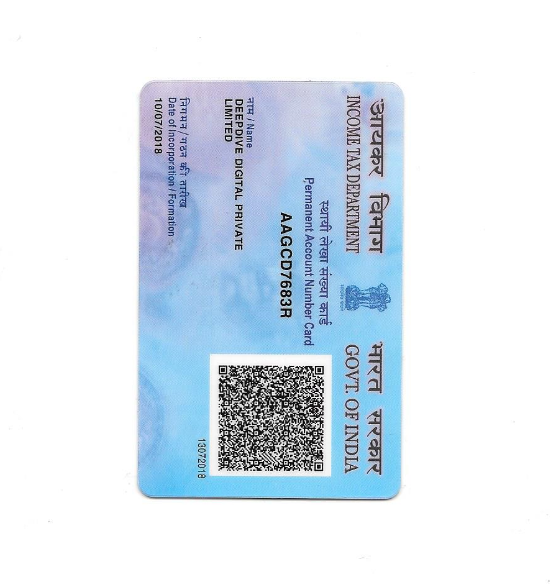 आयकर विभाग
INCOME TAX DEPARTMENT
भारत सरकार
GOVT. OF INDIA
स्थायी लेखा संख्या कार्ड
Permanent Account Number Card
AAGCD7683R
नाम / Name
DEEPDIVE DIGITAL PRIVATE
LIMITED
निगमन / गठन की तारीख
Date of Incorporation / Formation
10/07/2018
13072018